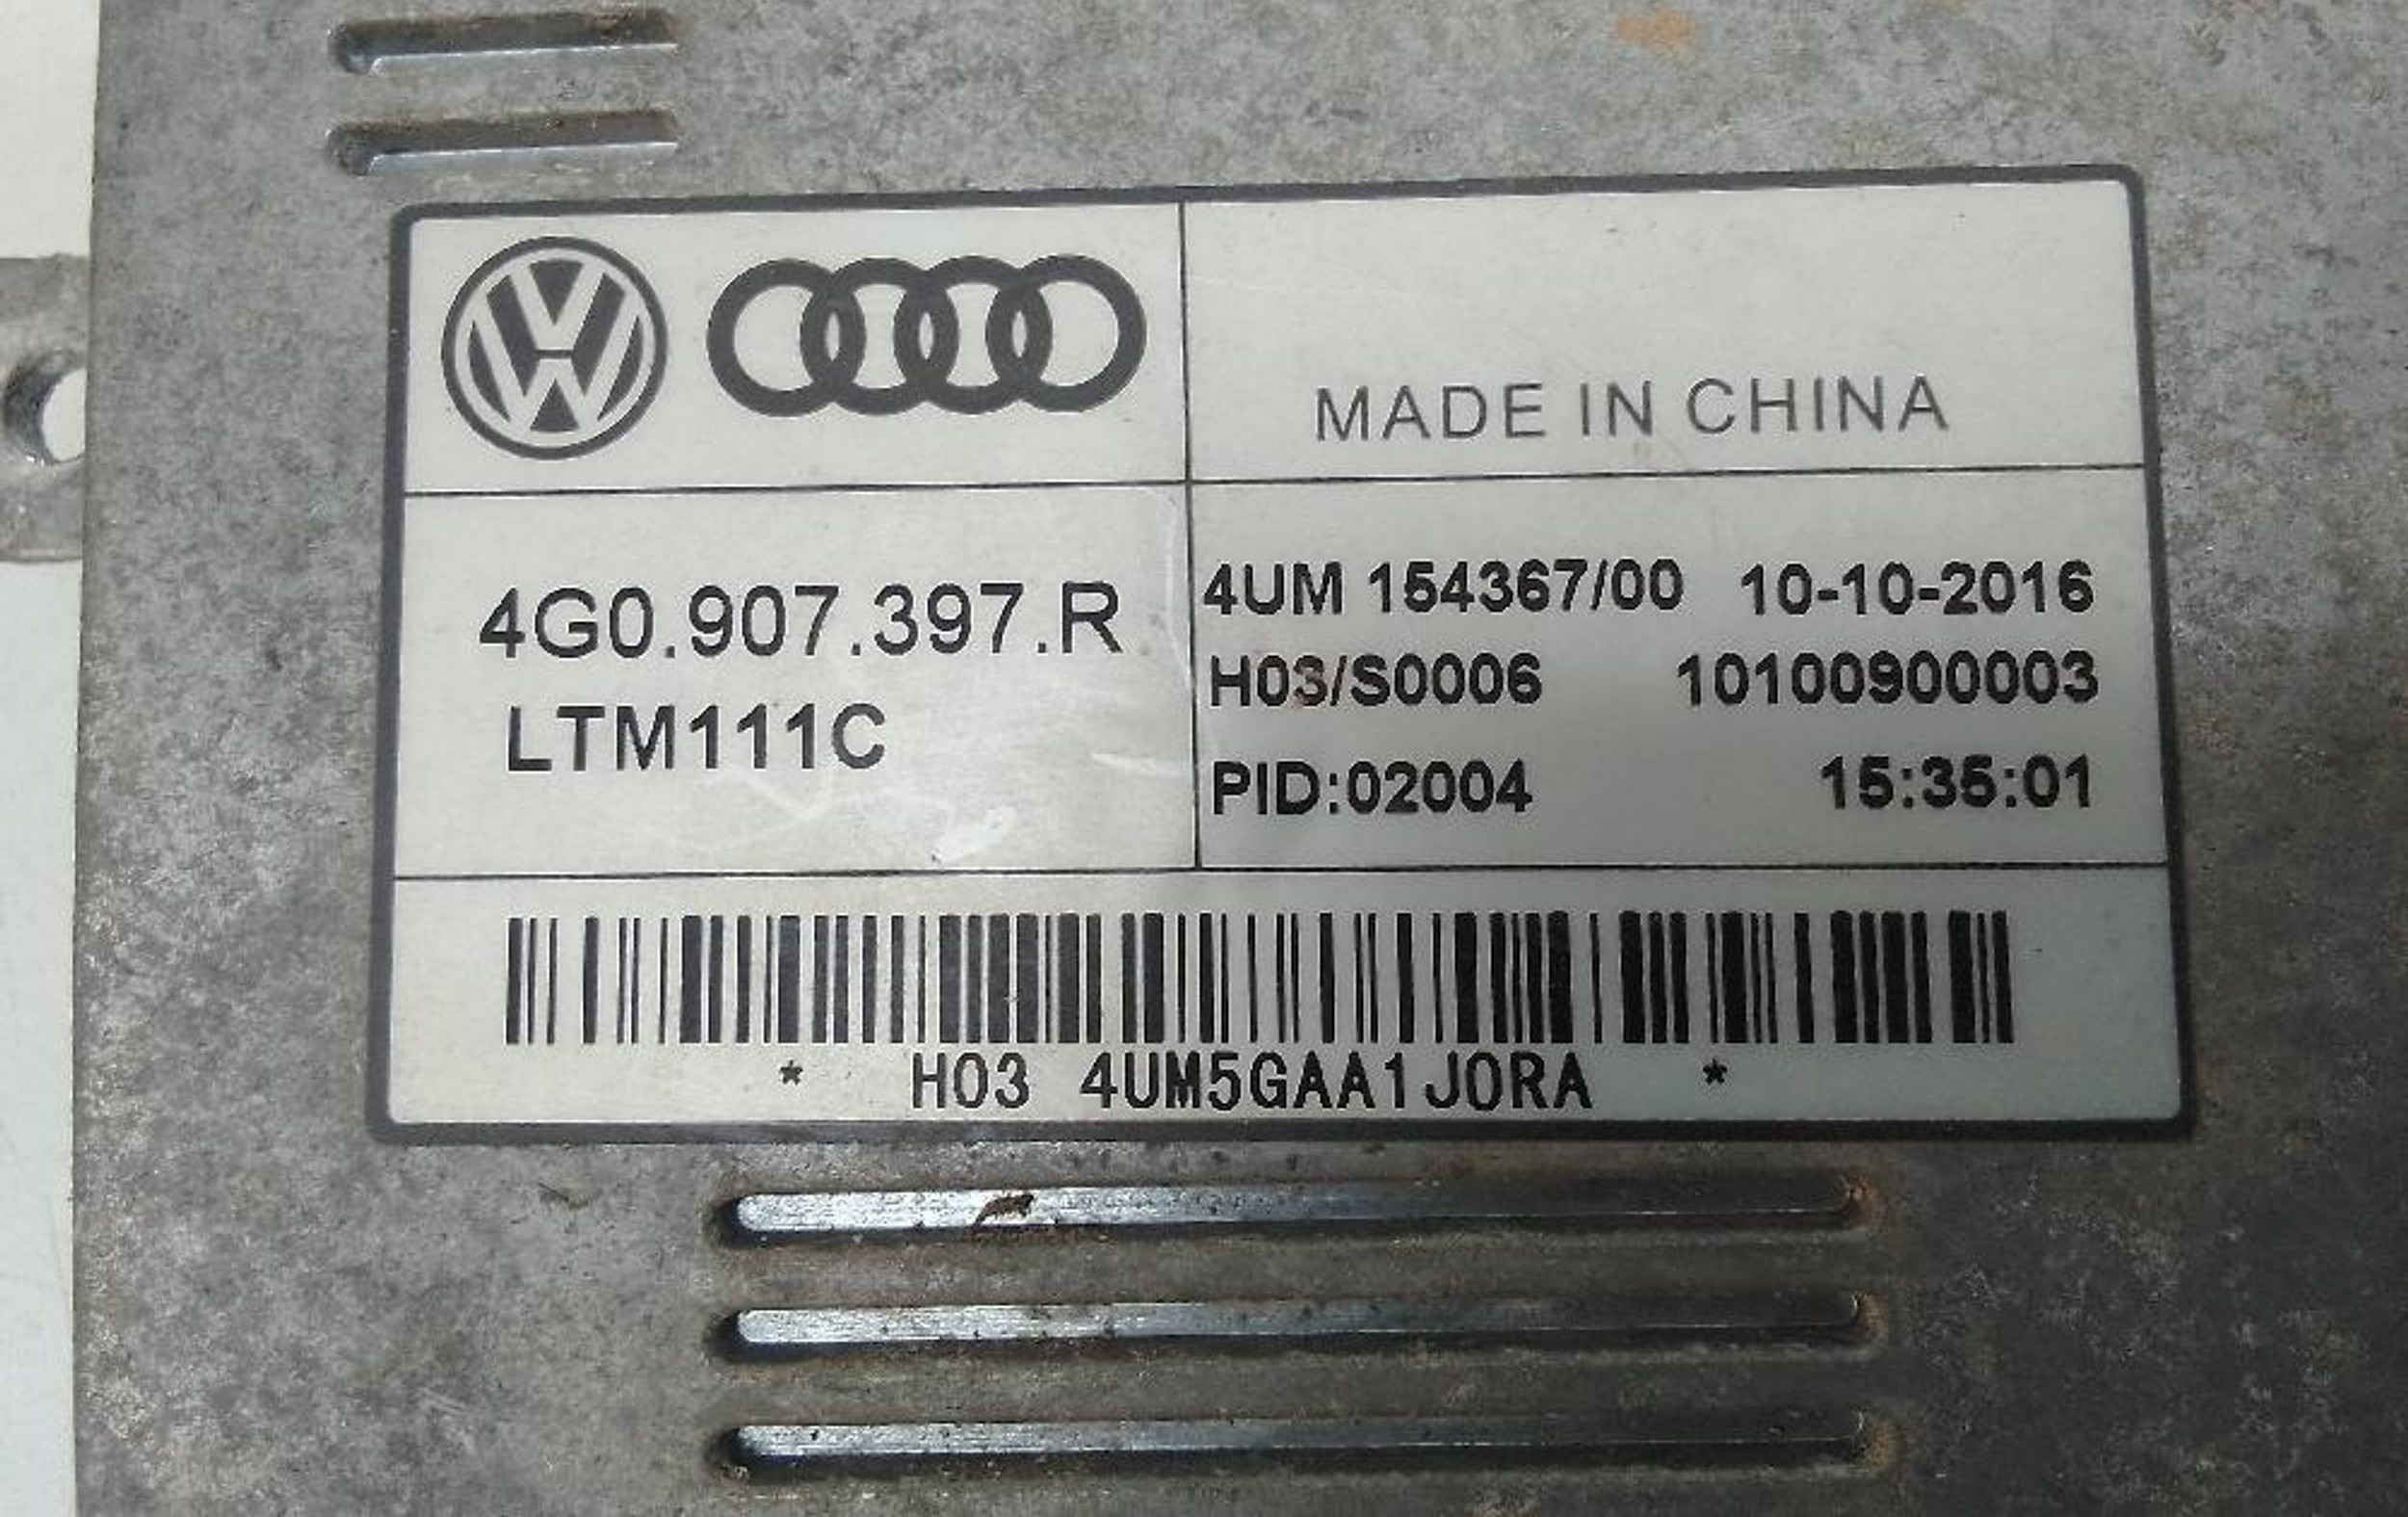 MADE IN CHINA
4G0.907.397.R
LTM111C
4UM 154367/00 10-10-2016
H03/S0006 10100900003
PID:02004 15:35:01
* H03 4UM5GAA1J0RA *